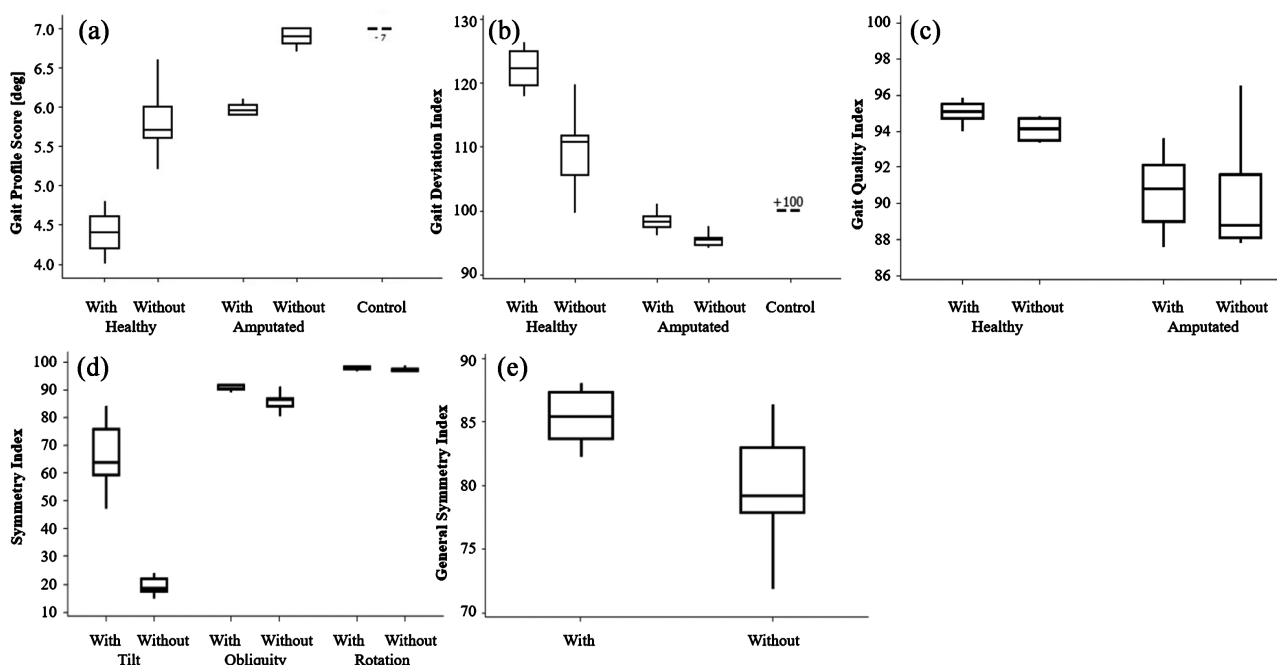 (a)
Gait Profile Score [deg]
7.0
6.5
6.0
5.5
5.0
4.5
4.0
- 7
With Without With Without Control
Healthy Amputated
(b)
Gait Deviation Index
130
120
110
100
90
+100
With Without With Without Control
Healthy Amputated
(c)
Gait Quality Index
100
98
96
94
92
90
88
86
With Without With Without
Healthy Amputated
(d)
Symmetry Index
100
90
80
70
60
50
40
30
20
10
With Without With Without With Without
Tilt Obliquity Rotation
(e)
General Symmetry Index
90
85
80
75
70
With Without